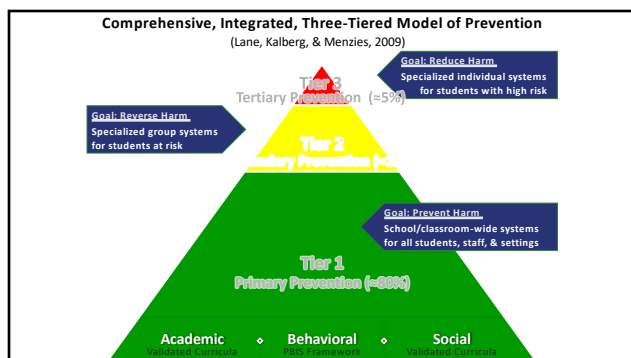 Comprehensive, Integrated, Three-Tiered Model of Prevention
(Lane, Kalberg, & Menzies, 2009)
Goal: Reduce Harm
Specialized individual systems
for students with high risk
Tier 3
Tertiary Prevention (≈5%)
Goal: Reverse Harm
Specialized group systems
for students at risk
Tier 2
Prevention
Goal: Prevent Harm
School/classroom-wide systems
for all students, staff, & settings
Tier 1
Primary Prevention (≈80%)
Academic ◇ Behavioral ◇ Social
Validated Curricula PBIS Framework Validated Curricula